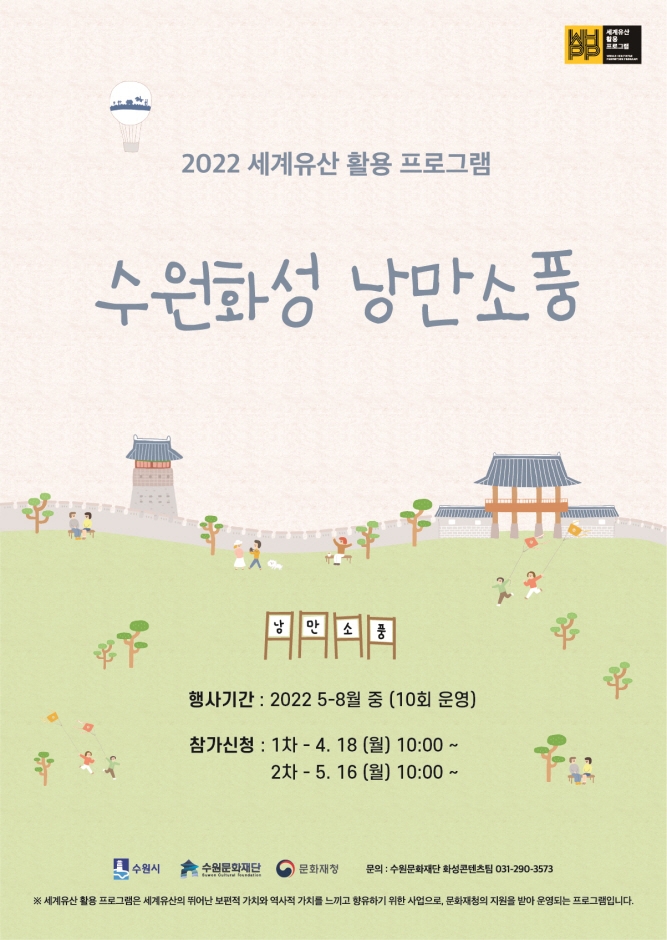 세계유산
활용
프로그램
2022 세계유산 활용 프로그램
수원화성 낭만소풍
낭만소풍
행사기간 : 2022 5-8월 중 (10회 운영)
참가신청 : 1차 - 4. 18 (월) 10:00 ~
2차 - 5. 16 (월) 10:00 ~
수원시 수원문화재단 Suwon Cultural Foundation 문화재청 문의 : 수원문화재단 화성콘텐츠팀 031-290-3573
※ 세계유산 활용 프로그램은 세계유산의 뛰어난 보편적 가치와 역사적 가치를 느끼고 향유하기 위한 사업으로, 문화재청의 지원을 받아 운영되는 프로그램입니다.